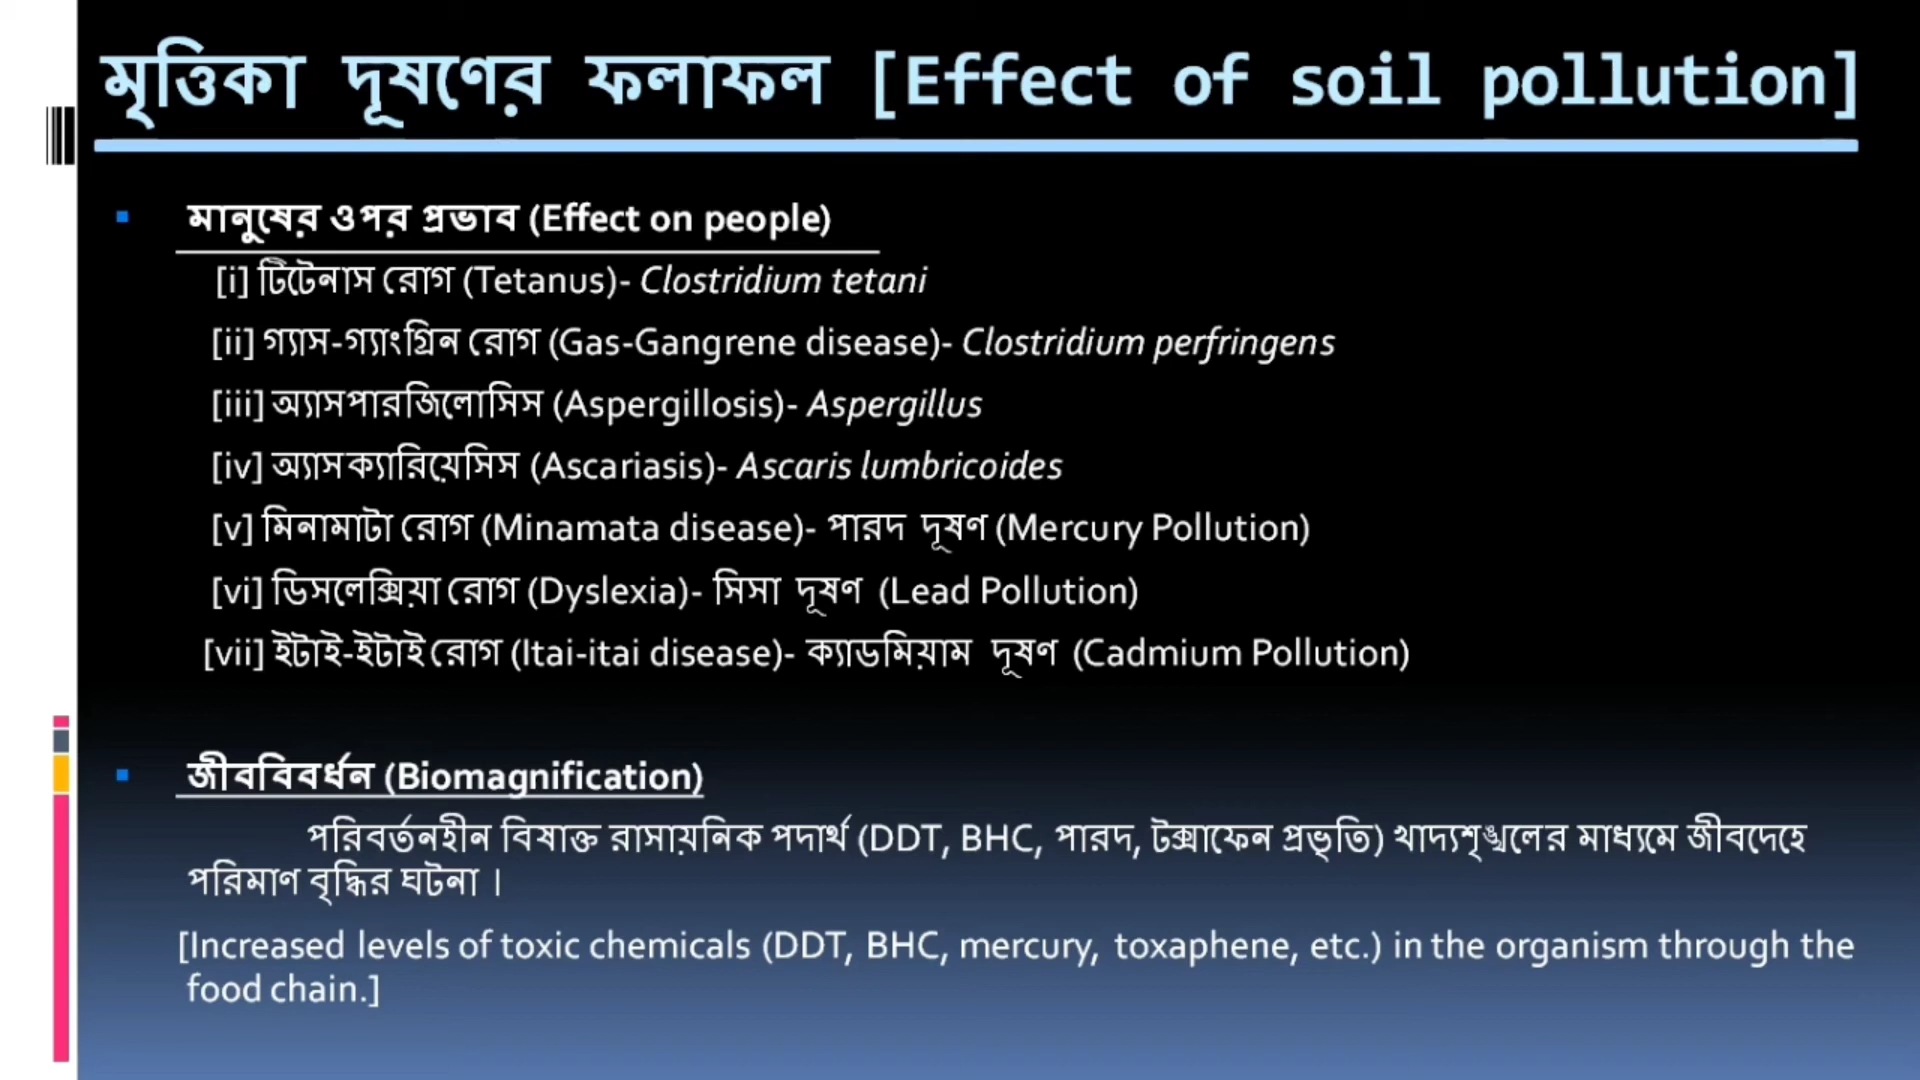 মৃত্তিকা দূষণের ফলাফল [Effect of soil pollution]
মানুষের ওপর প্রভাব (Effect on people)
[i] টিটেনাস রোগ (Tetanus)- Clostridium tetani
[ii] গ্যাস-গ্যাংগ্রিন রোগ (Gas-Gangrene disease)- Clostridium perfringens
[iii] অ্যাসপারজিলোসিস (Aspergillosis)- Aspergillus
[iv] অ্যাসক্যারিয়েসিস (Ascariasis)- Ascaris lumbricoides
[v] মিনামাটা রোগ (Minamata disease)- পারদ দূষণ (Mercury Pollution)
[vi] ডিসলেক্সিয়া রোগ (Dyslexia)- সিসা দূষণ (Lead Pollution)
[vii] ইটাই-ইটাই রোগ (Itai-itai disease)- ক্যাডমিয়াম দূষণ (Cadmium Pollution)
জীববিবর্ধন (Biomagnification)
পরিবর্তনহীন বিষাক্ত রাসায়নিক পদার্থ (DDT, BHC, পারদ, টক্সাফেন প্রভৃতি) খাদ্যশৃঙ্খলের মাধ্যমে জীবদেহে
পরিমাণ বৃদ্ধির ঘটনা ।
[Increased levels of toxic chemicals (DDT, BHC, mercury, toxaphene, etc.) in the organism through the
food chain.]